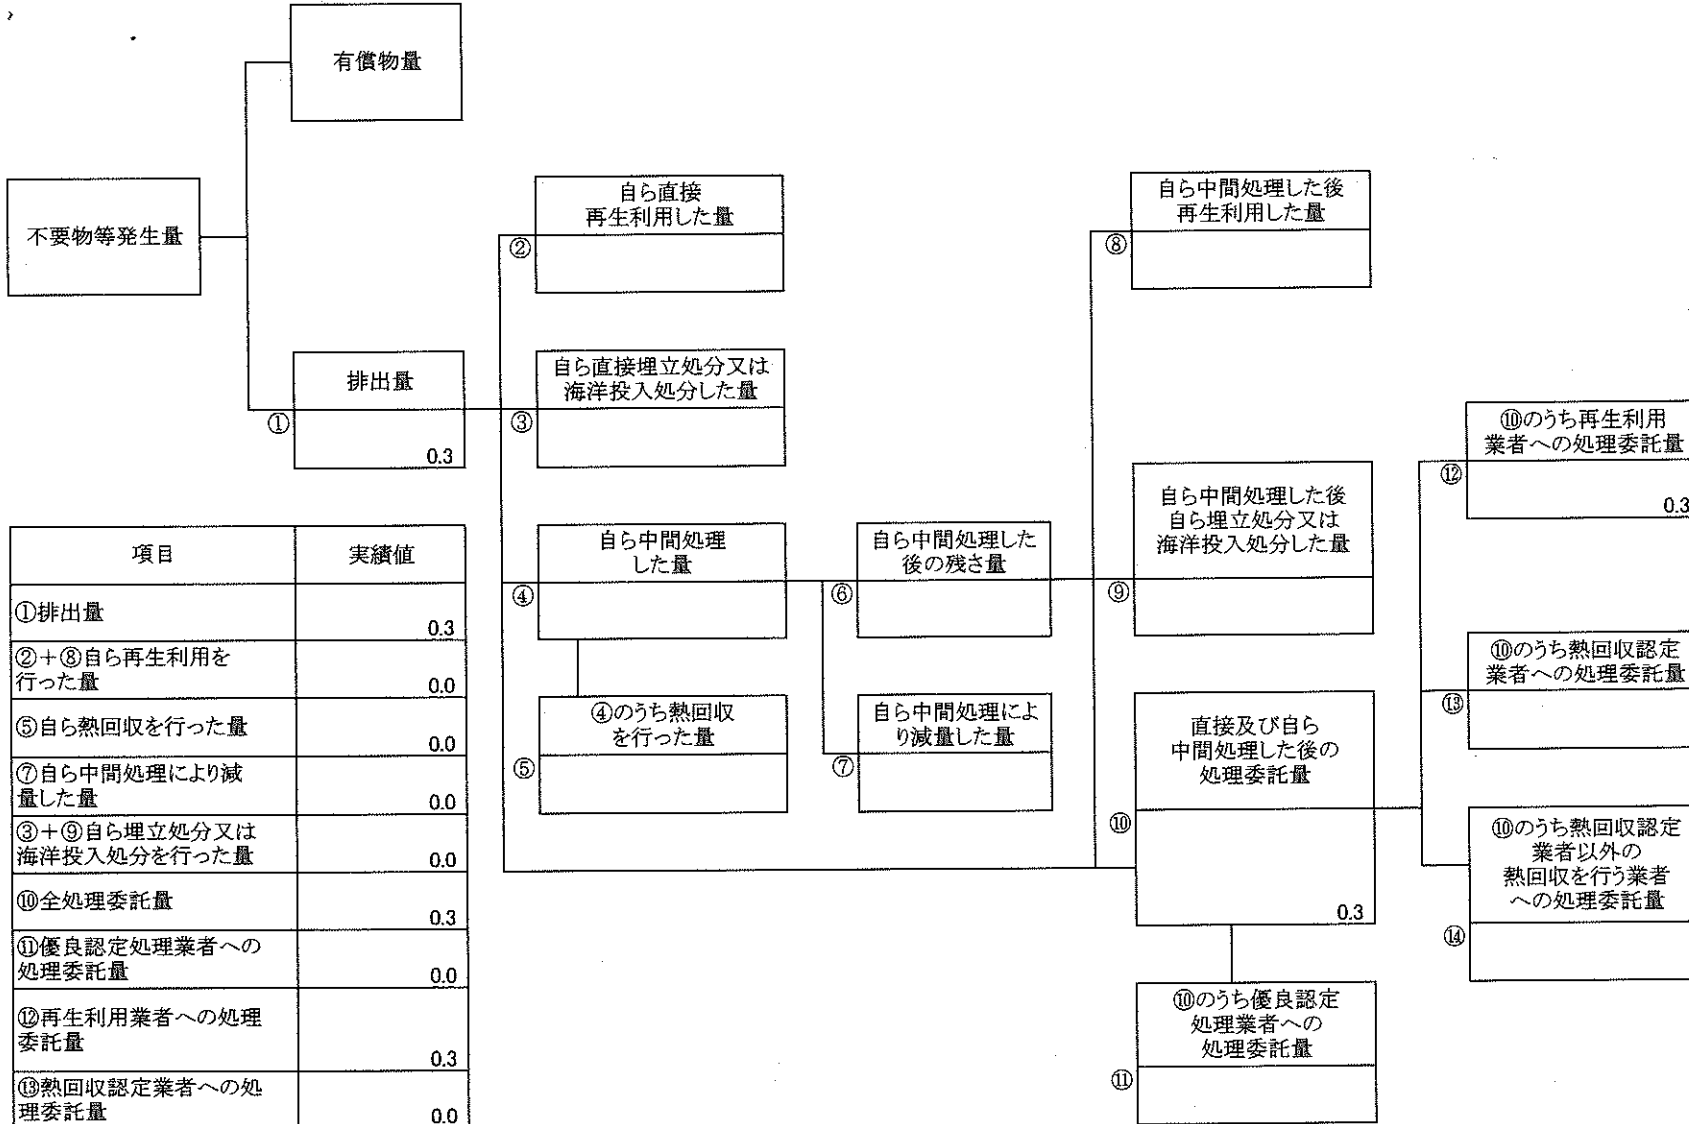 有償物量
不要物等発生量
自ら直接
再生利用した量
②
自ら中間処理した後
再生利用した量
⑧
排出量
①
0.3
自ら直接埋立処分又は
海洋投入処分した量
③
⑩のうち再生利用
業者への処理委託量
⑫
0.3
自ら中間処理
した量
④
自ら中間処理した
後の残さ量
⑥
自ら中間処理した後
自ら埋立処分又は
海洋投入処分した量
⑨
⑩のうち熱回収認定
業者への処理委託量
⑬
④のうち熱回収
を行った量
⑤
自ら中間処理によ
り減量した量
⑦
直接及び自ら
中間処理した後の
処理委託量
⑩
0.3
⑩のうち熱回収認定
業者以外の
熱回収を行う業者
への処理委託量
⑭
⑩のうち優良認定
処理業者への
処理委託量
⑪
項目 実績値
①排出量
0.3
②+⑧自ら再生利用を
行った量 0.0
⑤自ら熱回収を行った量
0.0
⑦自ら中間処理により減
量した量 0.0
③+⑨自ら埋立処分又は
海洋投入処分を行った量 0.0
⑩全処理委託量
0.3
⑪優良認定処理業者への
処理委託量 0.0
⑫再生利用業者への処理
委託量
0.3
⑬熱回収認定業者への処
理委託量 0.0